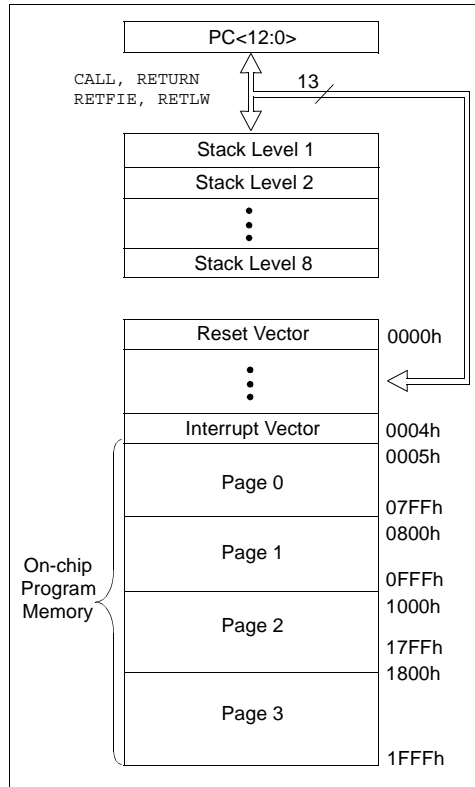 PC<12:0>
CALL, RETURN
RETFIE, RETLW
13
Stack Level 1
Stack Level 2
Stack Level 8
Reset Vector
0000h
Interrupt Vector
0004h
0005h
Page 0
07FFh
0800h
Page 1
0FFFh
On-chip
Program
Memory
1000h
Page 2
17FFh
1800h
Page 3
1FFFh